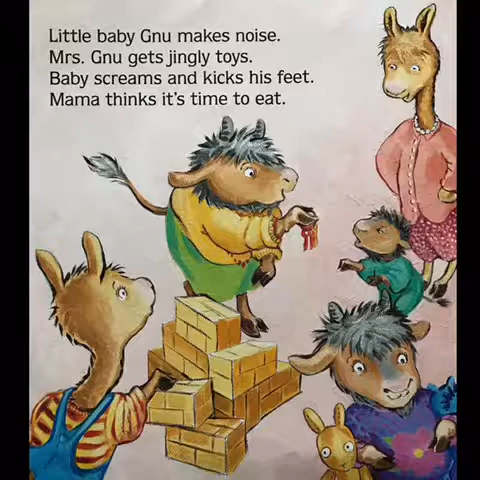 Little baby Gnu makes noise.
Mrs. Gnu gets jingly toys.
Baby screams and kicks his feet.
Mama thinks it's time to eat.